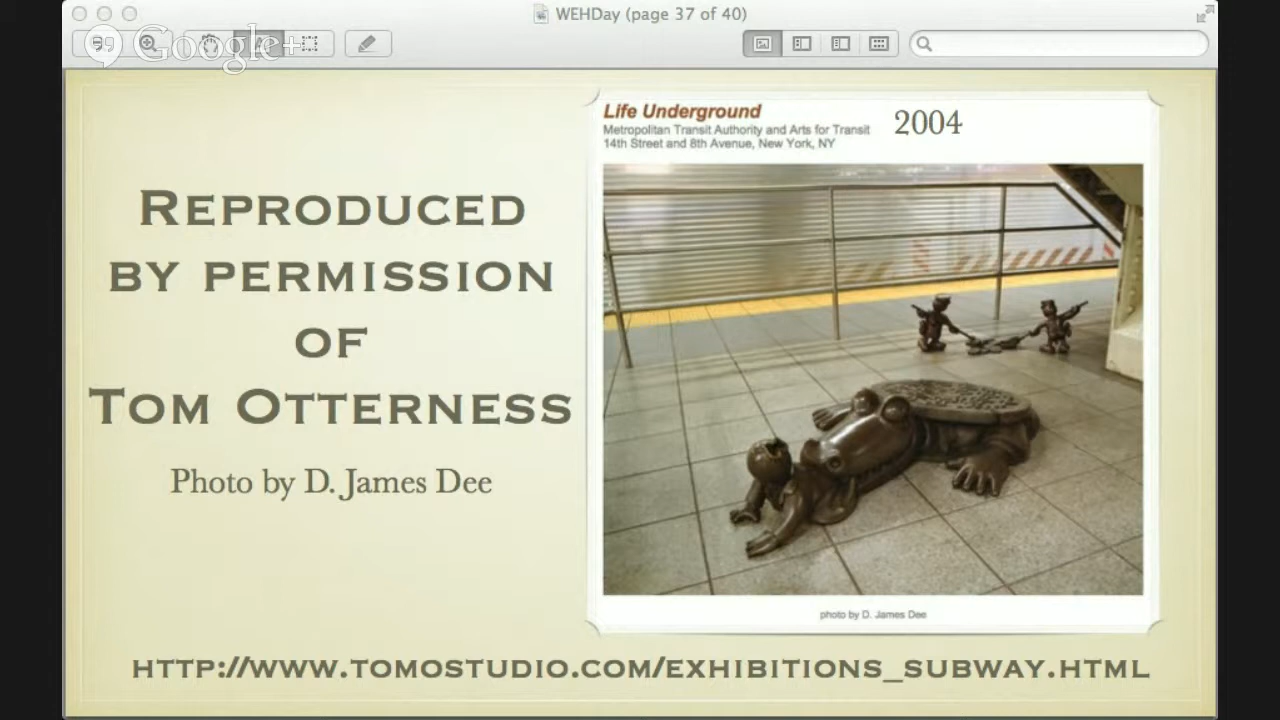 WEHDay (page 37 of 40)
Google+
Life Underground
Metropolitan Transit Authority and Arts for Transit
14th Street and 8th Avenue, New York, NY
2004
REPRODUCED
BY PERMISSION
OF
TOM OTTERNESS
Photo by D. James Dee
photo by D. James Dee
HTTP://WWW.TOMOSTUDIO.COM/EXHIBITIONS_SUBWAY.HTML